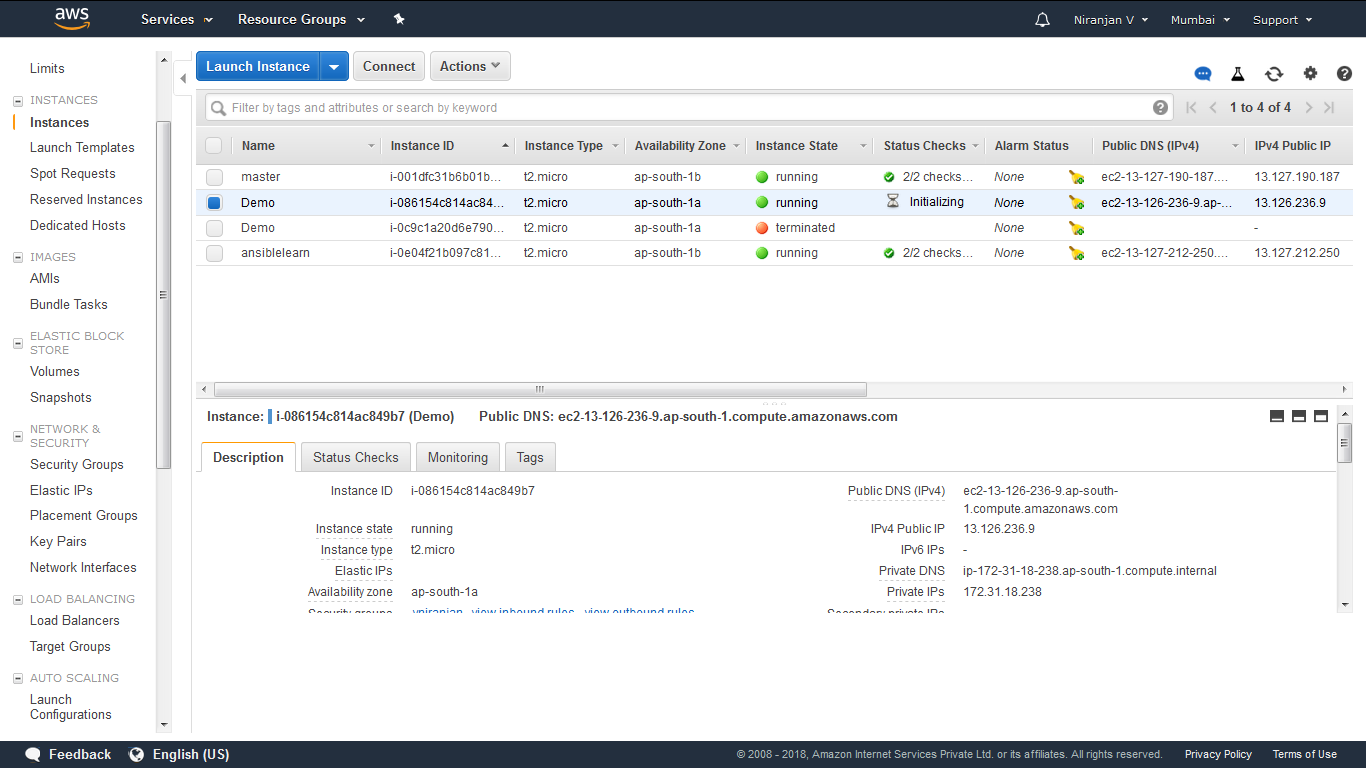 aws Services Resource Groups Niranjan V Mumbai Support
Limits
INSTANCES
Instances
Launch Templates
Spot Requests
Reserved Instances
Dedicated Hosts
IMAGES
AMIs
Bundle Tasks
ELASTIC BLOCK
STORE
Volumes
Snapshots
NETWORK &
SECURITY
Security Groups
Elastic IPs
Placement Groups
Key Pairs
Network Interfaces
LOAD BALANCING
Load Balancers
Target Groups
AUTO SCALING
Launch
Configurations
Launch Instance Connect Actions
Filter by tags and attributes or search by keyword 1 to 4 of 4
Name Instance ID Instance Type Availability Zone Instance State Status Checks Alarm Status Public DNS (IPv4) IPv4 Public IP
master i-001dfc31b6b01b... t2.micro ap-south-1b running 2/2 checks... None ec2-13-127-190-187.... 13.127.190.187
Demo i-086154c814ac84... t2.micro ap-south-1a running Initializing None ec2-13-126-236-9.ap-... 13.126.236.9
Demo i-0c9c1a20d6e790... t2.micro ap-south-1a terminated None -
ansiblelearn i-0e04f21b097c81... t2.micro ap-south-1b running 2/2 checks... None ec2-13-127-212-250.... 13.127.212.250
Instance: i-086154c814ac849b7 (Demo) Public DNS: ec2-13-126-236-9.ap-south-1.compute.amazonaws.com
Description Status Checks Monitoring Tags
Instance ID i-086154c814ac849b7 Public DNS (IPv4) ec2-13-126-236-9.ap-south-
1.compute.amazonaws.com
Instance state running IPv4 Public IP 13.126.236.9
Instance type t2.micro IPv6 IPs -
Elastic IPs Private DNS ip-172-31-18-238.ap-south-1.compute.internal
Availability zone ap-south-1a Private IPs 172.31.18.238
Security groups vniranjan . view inbound rules . view outbound rules Secondary private IPs
Feedback English (US) © 2008 - 2018, Amazon Internet Services Private Ltd. or its affiliates. All rights reserved. Privacy Policy Terms of Use